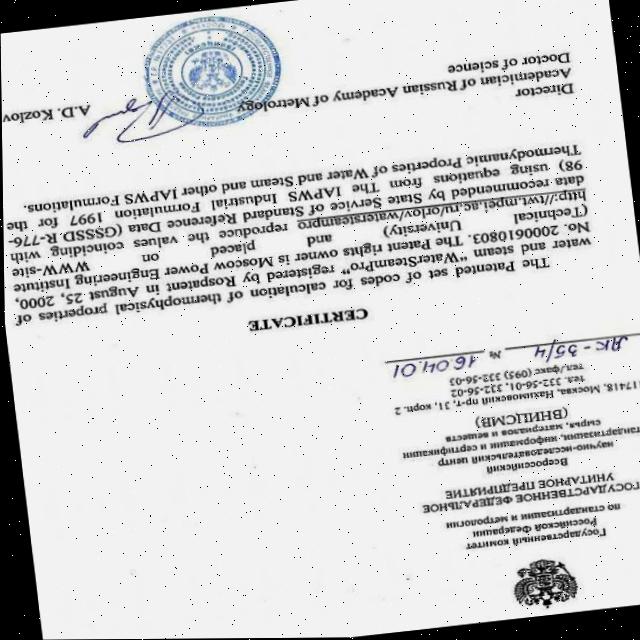 Государственный комитет
Российской Федерации
по стандартизации и метрологии
ГОСУДАРСТВЕННОЕ ФЕДЕРАЛЬНОЕ
УНИТАРНОЕ ПРЕДПРИЯТИЕ
Всероссийский
научно-исследовательский центр
стандартизации, информации и сертификации
сырья, материалов и веществ
(ВНИЦСМВ)
117418, Москва, Нахимовский пр-т, 31, корп. 2
тел. 332-56-01, 332-56-02
тел./факс (095) 332-56-03
ДК-35/4 № 16.04.01
CERTIFICATE
The Patented set of codes for calculation of thermophysical properties of
water and steam "WaterSteamPro" registered by Rospatent in August 25, 2000,
No. 2000610803. The Patent rights owner is Moscow Power Engineering Institute
(Technical University) and placed on WWW-site
http://twt.mpei.ac.ru/orlov/watersteampro reproduce the values coinciding with
data recommended by State Service of Standard Reference Data (GSSSD R-776-
98) using equations from The IAPWS Industrial Formulation 1997 for the
Thermodynamic Properties of Water and Steam and other IAPWS Formulations.
Director
Academician of Russian Academy of Metrology
Doctor of science A.D. Kozlov